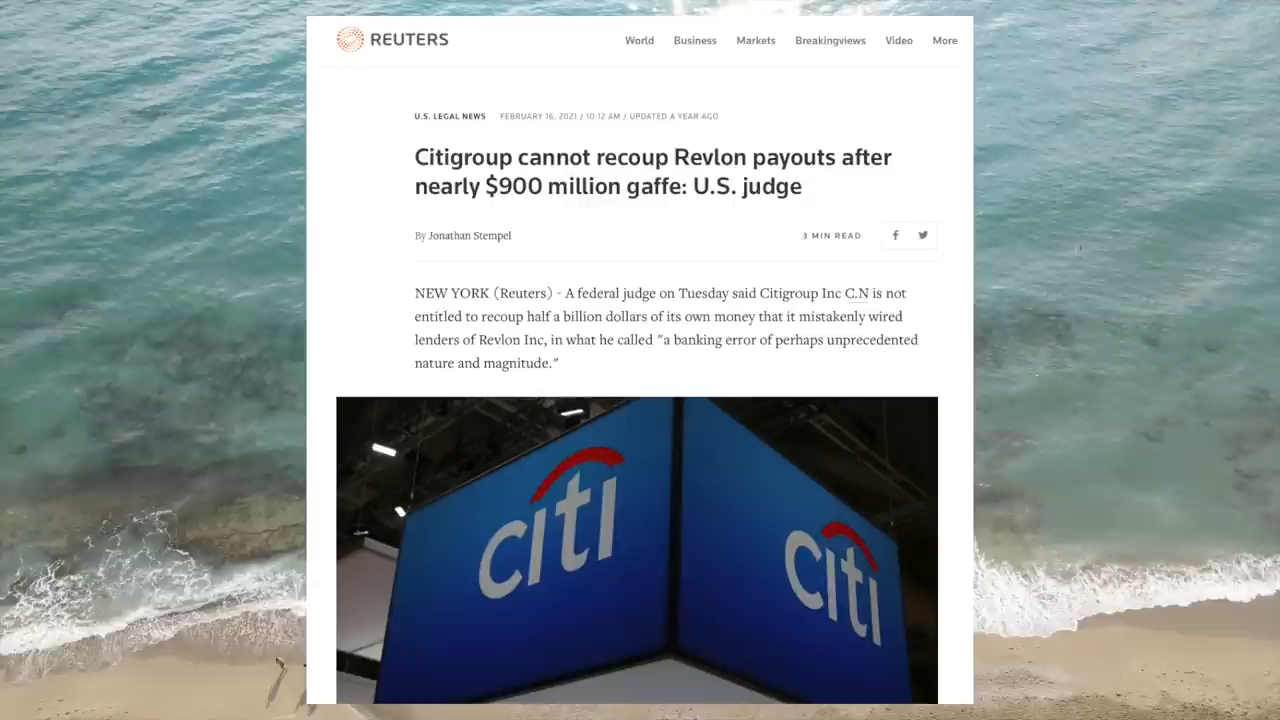 REUTERS
World Business Markets Breakingviews Video More
U.S. LEGAL NEWS FEBRUARY 16, 2021 / 10:12 AM / UPDATED A YEAR AGO
Citigroup cannot recoup Revlon payouts after
nearly $900 million gaffe: U.S. judge
By Jonathan Stempel
3 MIN READ
NEW YORK (Reuters) - A federal judge on Tuesday said Citigroup Inc C.N is not
entitled to recoup half a billion dollars of its own money that it mistakenly wired
lenders of Revlon Inc, in what he called "a banking error of perhaps unprecedented
nature and magnitude."
citi
citi